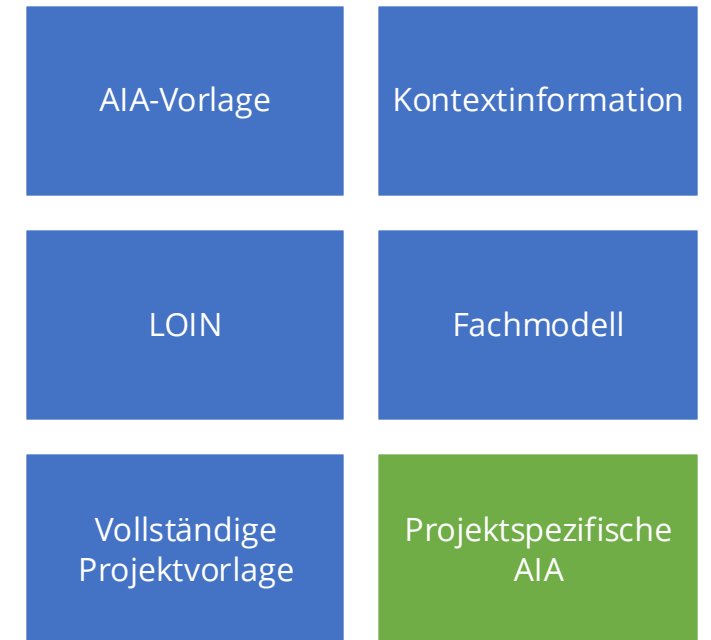 AIA-Vorlage
Kontextinformation
LOIN
Fachmodell
Vollständige
Projektvorlage
Projektspezifische
AIA